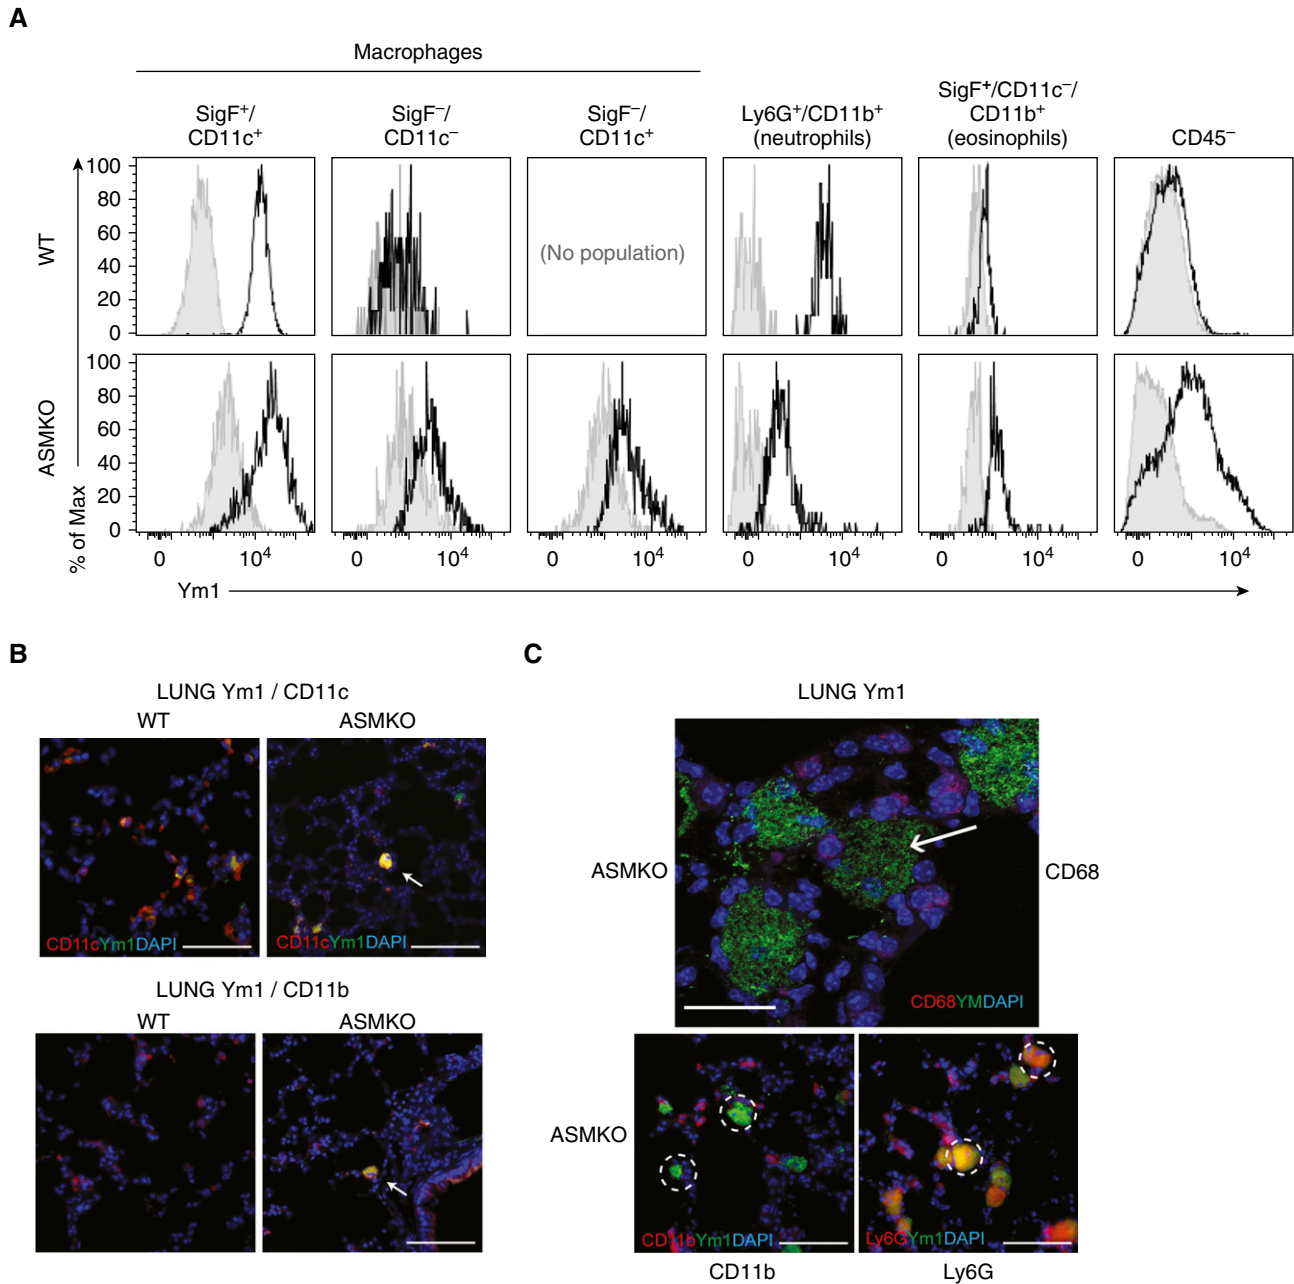 A
Macrophages
SigF+/
CD11c+
SigF–/
CD11c–
SigF–/
CD11c+
Ly6G+/CD11b+
(neutrophils)
SigF+/CD11c–/
CD11b+
(eosinophils)
CD45–
WT
100
80
60
40
20
0
(No population)
ASMKO
100
80
60
40
20
0
% of Max
0 10⁴
0 10⁴
0 10⁴
0 10⁴
0 10⁴
0 10⁴
Ym1
B
LUNG Ym1 / CD11c
WT ASMKO
CD11cYm1DAPI
CD11cYm1DAPI
LUNG Ym1 / CD11b
WT ASMKO
C
LUNG Ym1
ASMKO
CD68
CD68YMDAPI
ASMKO
CD11bYm1DAPI
Ly6GYm1DAPI
CD11b Ly6G